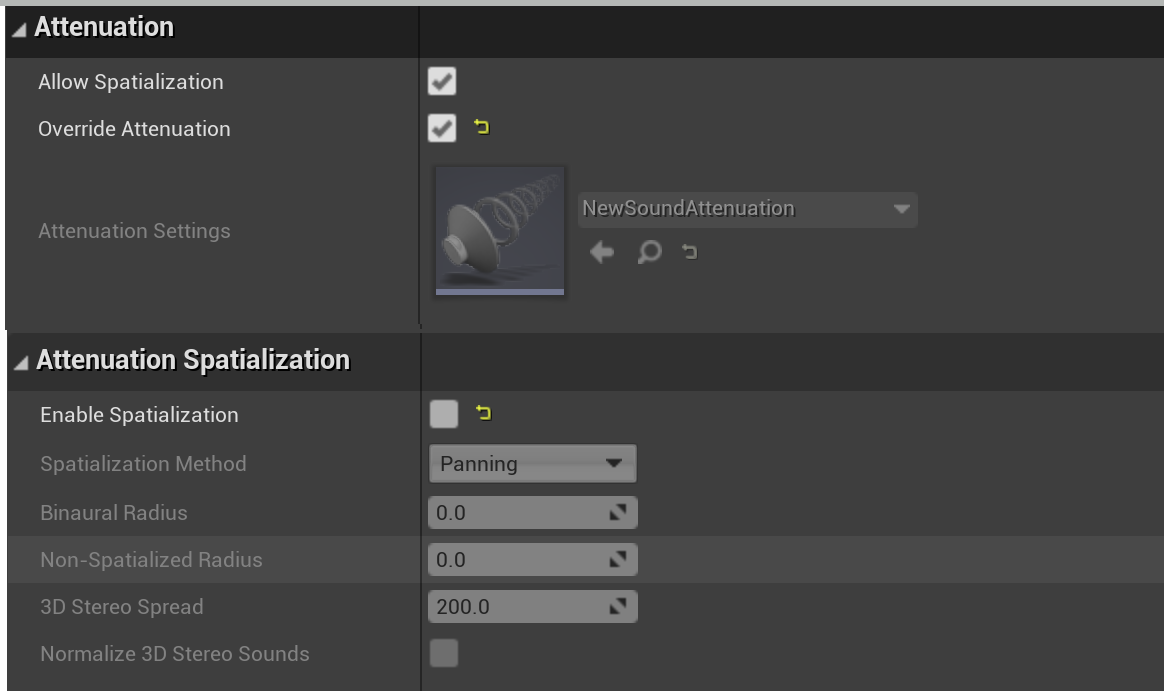 Attenuation
Allow Spatialization
Override Attenuation
Attenuation Settings
NewSoundAttenuation
Attenuation Spatialization
Enable Spatialization
Spatialization Method
Panning
Binaural Radius
0.0
Non-Spatialized Radius
0.0
3D Stereo Spread
200.0
Normalize 3D Stereo Sounds